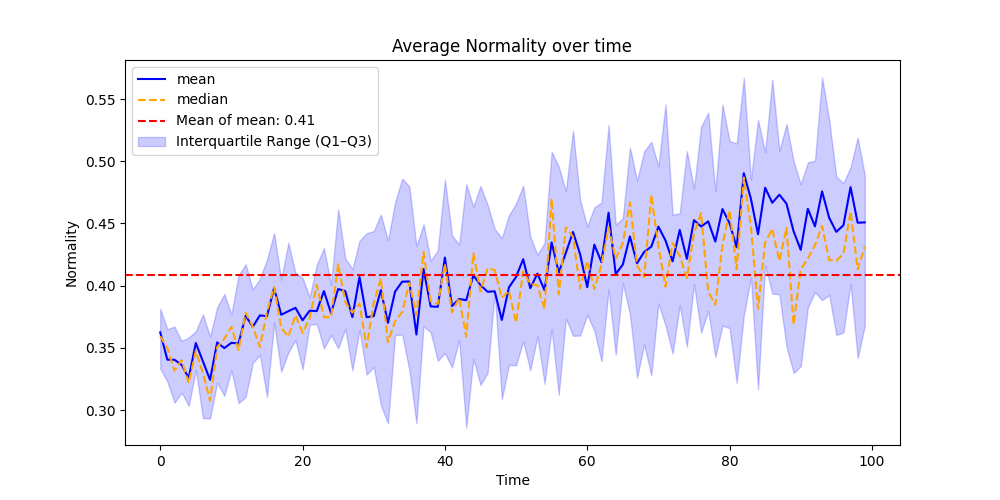 Average Normality over time
mean
median
Mean of mean: 0.41
Interquartile Range (Q1–Q3)
Normality
0.55
0.50
0.45
0.40
0.35
0.30
0
20
40
60
80
100
Time